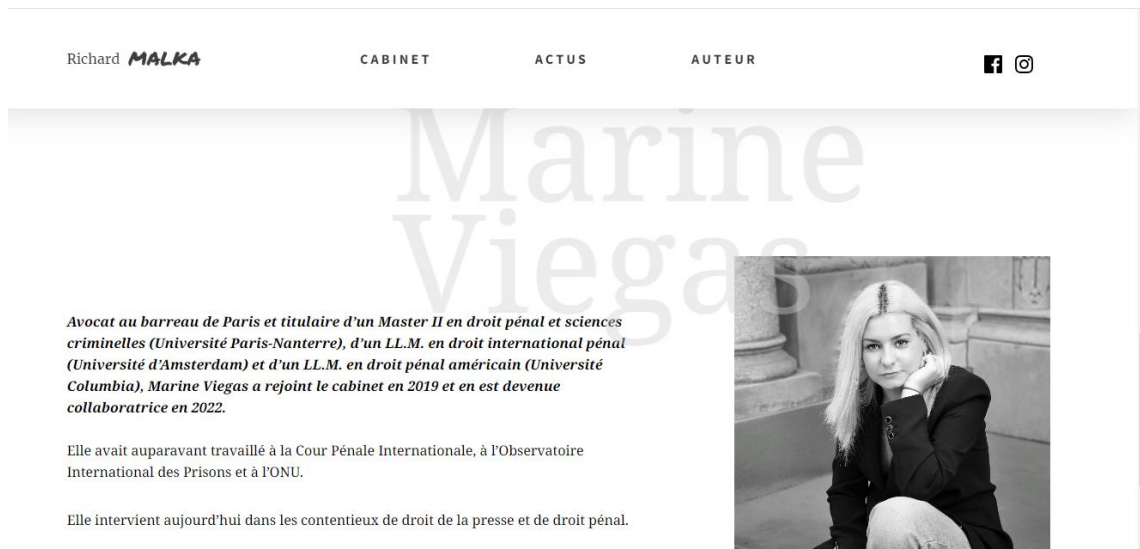 Richard MALKA
CABINET
ACTUS
AUTEUR
Marine
Viegas
Avocat au barreau de Paris et titulaire d’un Master II en droit pénal et sciences
criminelles (Université Paris-Nanterre), d’un LL.M. en droit international pénal
(Université d’Amsterdam) et d’un LL.M. en droit pénal américain (Université
Columbia), Marine Viegas a rejoint le cabinet en 2019 et en est devenue
collaboratrice en 2022.
Elle avait auparavant travaillé à la Cour Pénale Internationale, à l’Observatoire
International des Prisons et à l’ONU.
Elle intervient aujourd’hui dans les contentieux de droit de la presse et de droit pénal.